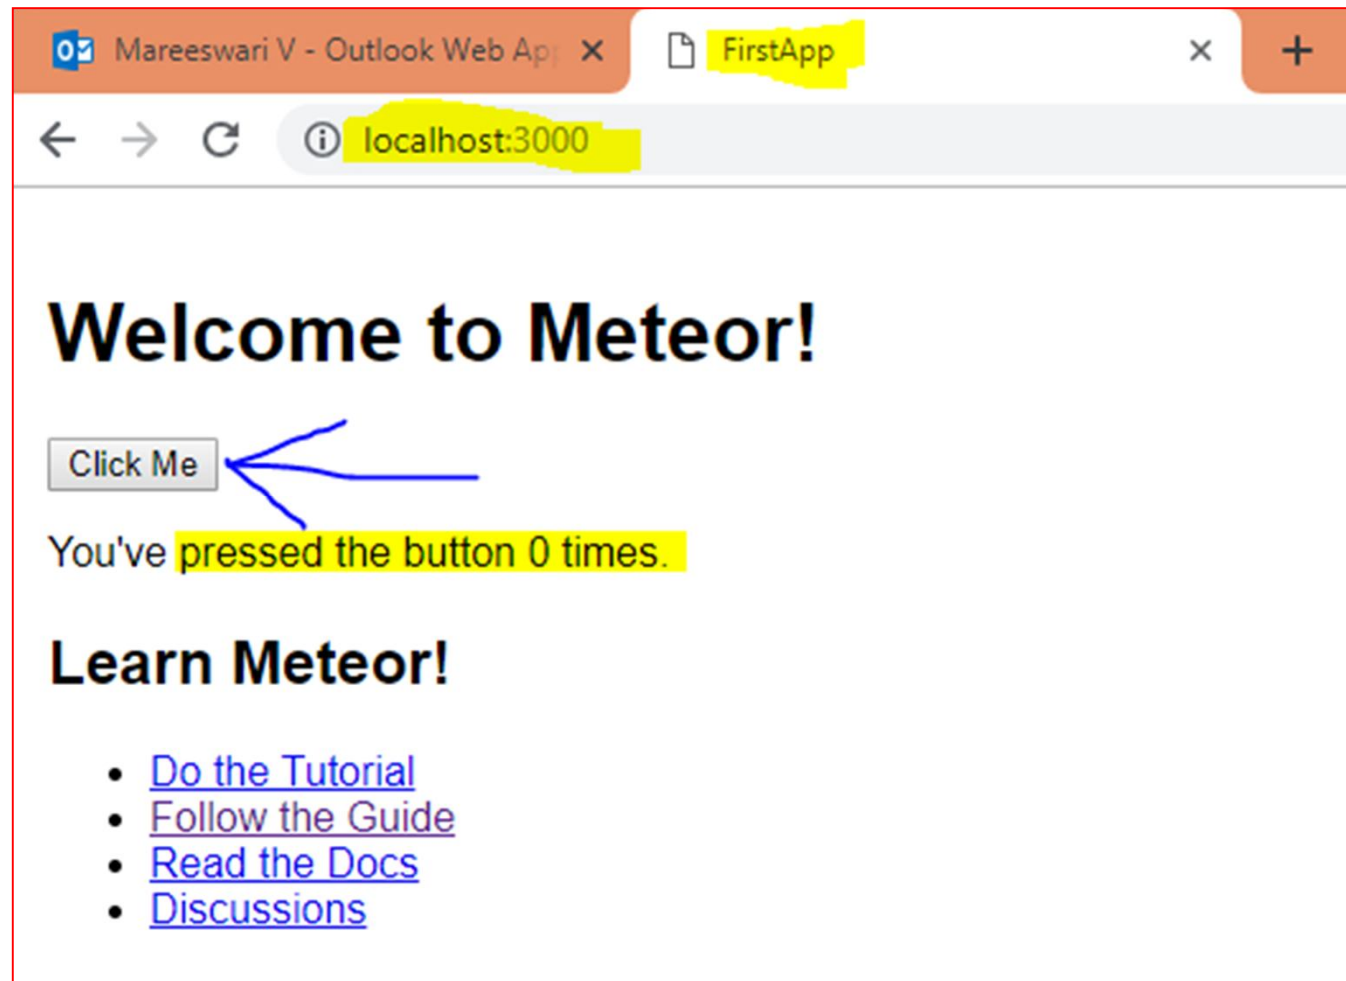 Mareeswari V - Outlook Web Ap
FirstApp
localhost:3000
Welcome to Meteor!
Click Me
You've pressed the button 0 times.
Learn Meteor!
Do the Tutorial
Follow the Guide
Read the Docs
Discussions